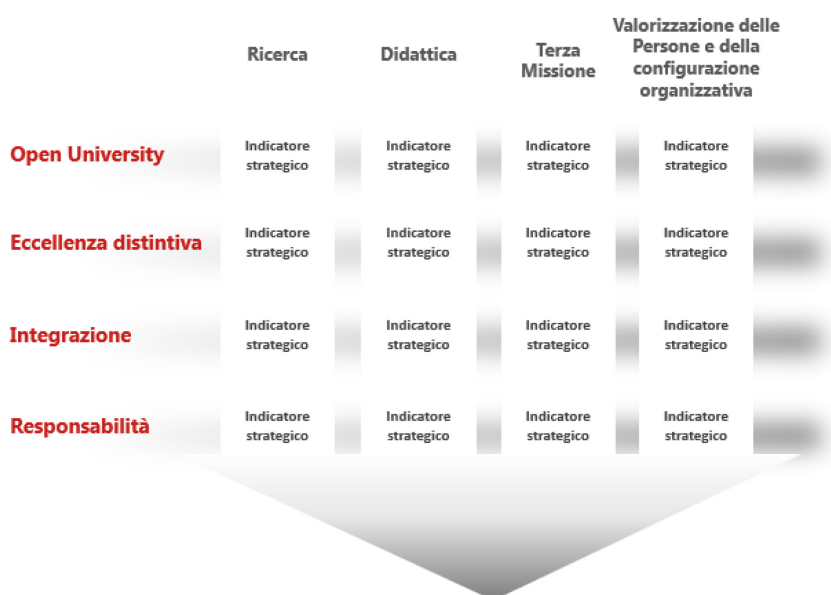 Ricerca
Didattica
Terza
Missione
Valorizzazione delle
Persone e della
configurazione
organizzativa
Open University
Indicatore
strategico
Indicatore
strategico
Indicatore
strategico
Indicatore
strategico
Eccellenza distintiva
Indicatore
strategico
Indicatore
strategico
Indicatore
strategico
Indicatore
strategico
Integrazione
Indicatore
strategico
Indicatore
strategico
Indicatore
strategico
Indicatore
strategico
Responsabilità
Indicatore
strategico
Indicatore
strategico
Indicatore
strategico
Indicatore
strategico